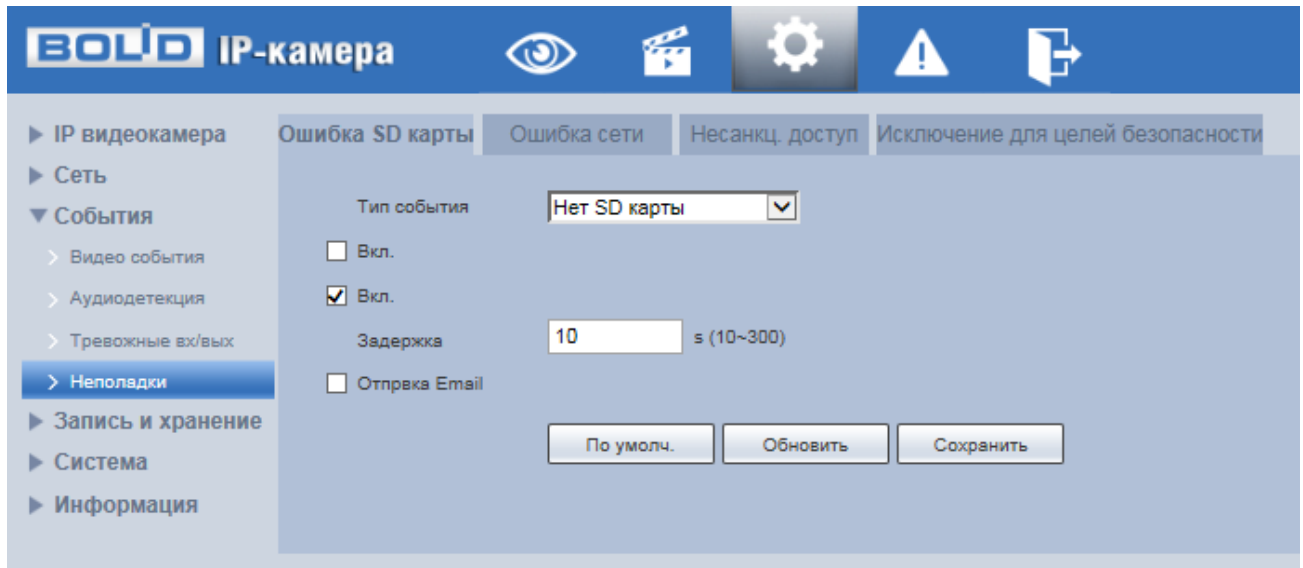 BOLID IP-камера
IP видеокамера
Сеть
События
Видео события
Аудиодетекция
Тревожные вх/вых
Неполадки
Запись и хранение
Система
Информация
Ошибка SD карты Ошибка сети Несанкц. доступ Исключение для целей безопасности
Тип события Нет SD карты
Вкл.
Вкл.
Задержка 10 s (10~300)
Отпрвка Email
По умолч. Обновить Сохранить